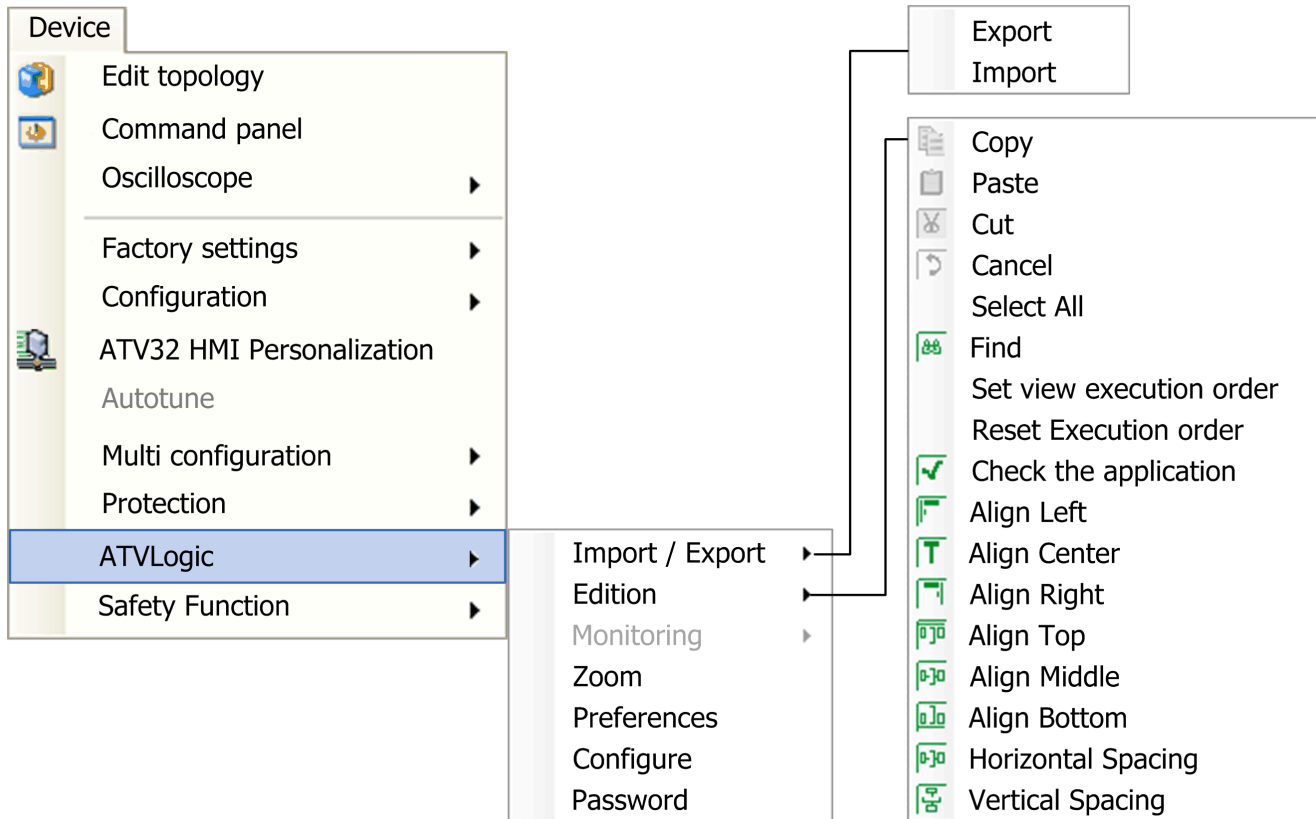 Device
Edit topology
Command panel
Oscilloscope
Factory settings
Configuration
ATV32 HMI Personalization
Autotune
Multi configuration
Protection
ATVLogic
Safety Function
Import / Export
Edition
Monitoring
Zoom
Preferences
Configure
Password
Export
Import
Copy
Paste
Cut
Cancel
Select All
Find
Set view execution order
Reset Execution order
Check the application
Align Left
Align Center
Align Right
Align Top
Align Middle
Align Bottom
Horizontal Spacing
Vertical Spacing